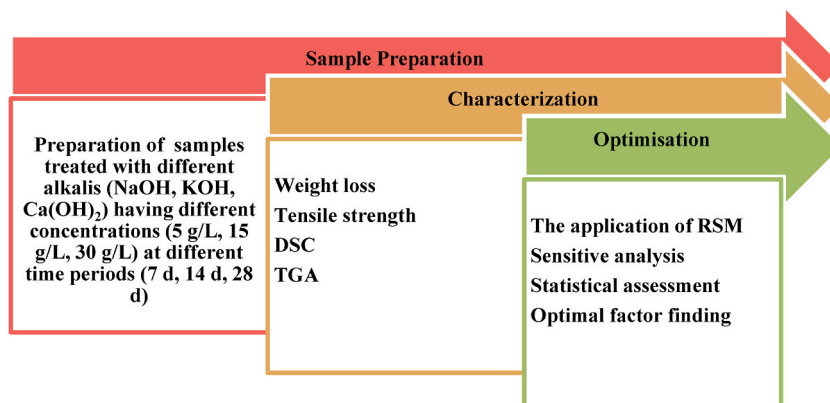 Sample Preparation
Characterization
Optimisation
Preparation of samples
treated with different
alkalis (NaOH, KOH,
Ca(OH)₂) having different
concentrations (5 g/L, 15
g/L, 30 g/L) at different
time periods (7 d, 14 d, 28
d)
Weight loss
Tensile strength
DSC
TGA
The application of RSM
Sensitive analysis
Statistical assessment
Optimal factor finding